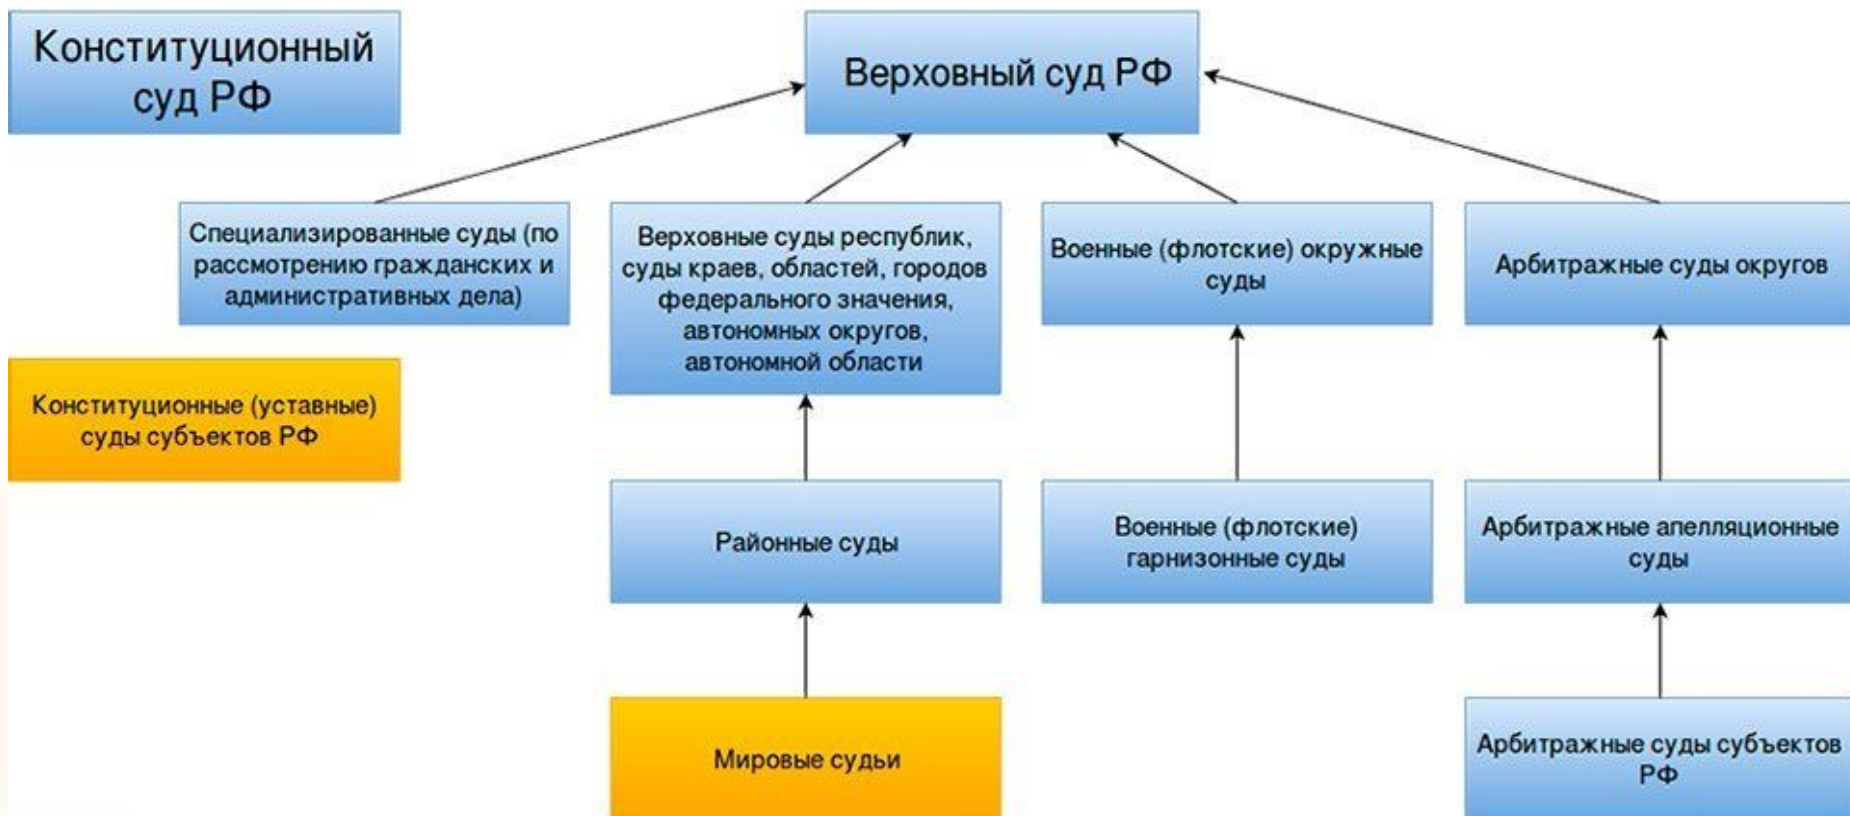 Конституционный
суд РФ
Верховный суд РФ
Специализированные суды (по
рассмотрению гражданских и
административных дела)
Верховные суды республик,
суды краев, областей, городов
федерального значения,
автономных округов,
автономной области
Военные (флотские) окружные
суды
Арбитражные суды округов
Конституционные (уставные)
суды субъектов РФ
Районные суды
Военные (флотские)
гарнизонные суды
Арбитражные апелляционные
суды
Мировые судьи
Арбитражные суды субъектов
РФ